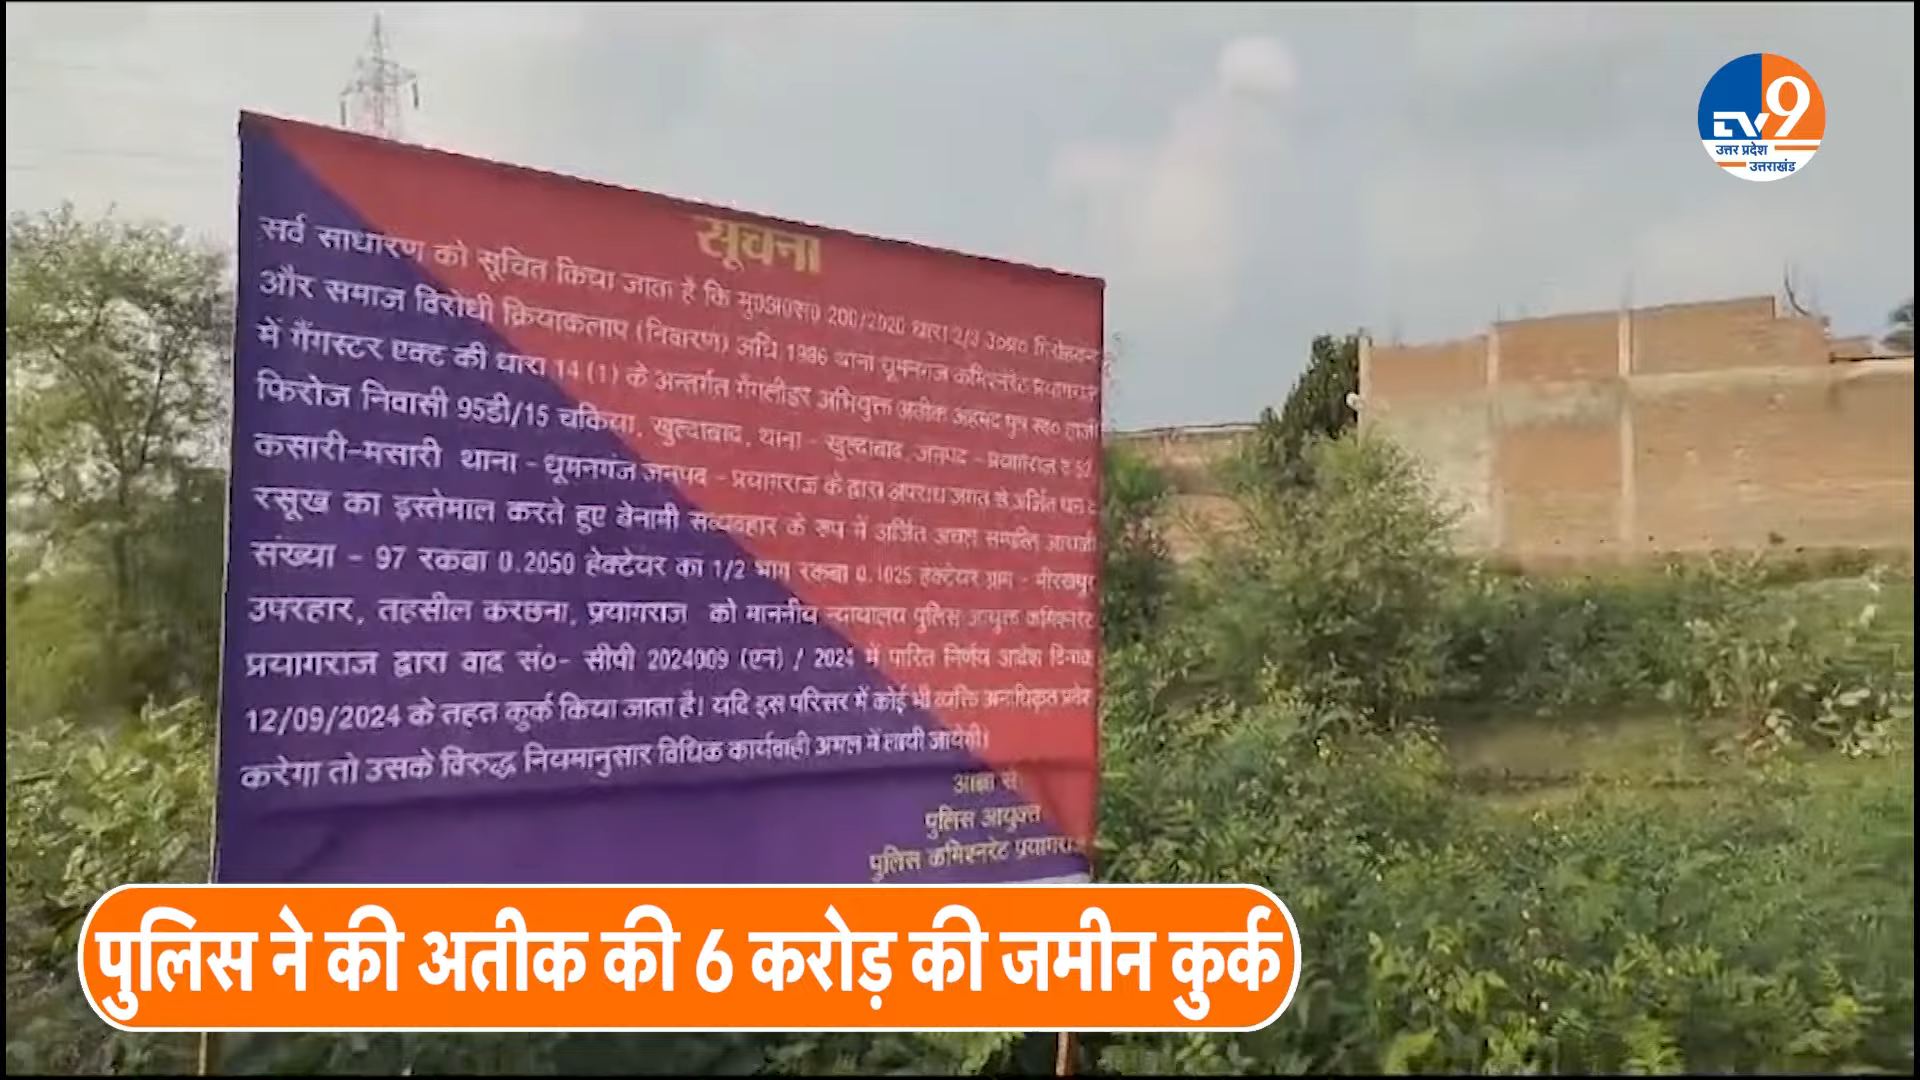 TV9
उत्तर प्रदेश
उत्तराखंड
सूचना
सर्व साधारण को सूचित किया जाता है कि मु0अ0सं0 200/2020 धारा 2/3 उ0प्र0 गिरोहबन्द
और समाज विरोधी क्रियाकलाप (निवारण) अधि 1986 थाना धूमनगंज कमिश्नरेट प्रयागराज
में गैंगस्टर एक्ट की धारा 14 (1) के अन्तर्गत गैंगलीडर अभियुक्त अतीक अहमद पुत्र स्व0 हाजी
फिरोज निवासी 95डी/15 चकिया, खुल्दाबाद, थाना - खुल्दाबाद, जनपद - प्रयागराज
कसारी-मसारी थाना - धूमनगंज जनपद - प्रयागराज के द्वारा अपराध जगत से अर्जित धन
रसूख का इस्तेमाल करते हुए बेनामी संव्यवहार के रूप में अर्जित अचल सम्पत्ति आराजी
संख्या - 97 रकबा 0.2050 हेक्टेयर का 1/2 भाग रकबा 0.1025 हेक्टेयर ग्राम -
उपरहार, तहसील करछना, प्रयागराज को माननीय न्यायालय पुलिस आयुक्त कमिश्नरेट
प्रयागराज द्वारा वाद सं०- सीपी 2024009 (एन) / 2024 में पारित निर्णय आदेश दिनांक
12/09/2024 के तहत कुर्क किया जाता है। यदि इस परिसर में कोई भी व्यक्ति अनाधिकृत प्रवेश
करेगा तो उसके विरुद्ध नियमानुसार विधिक कार्यवाही अमल में लायी जायेगी।
आज्ञा से
पुलिस आयुक्त
पुलिस कमिश्नरेट प्रयागराज
पुलिस ने की अतीक की 6 करोड़ की जमीन कुर्क